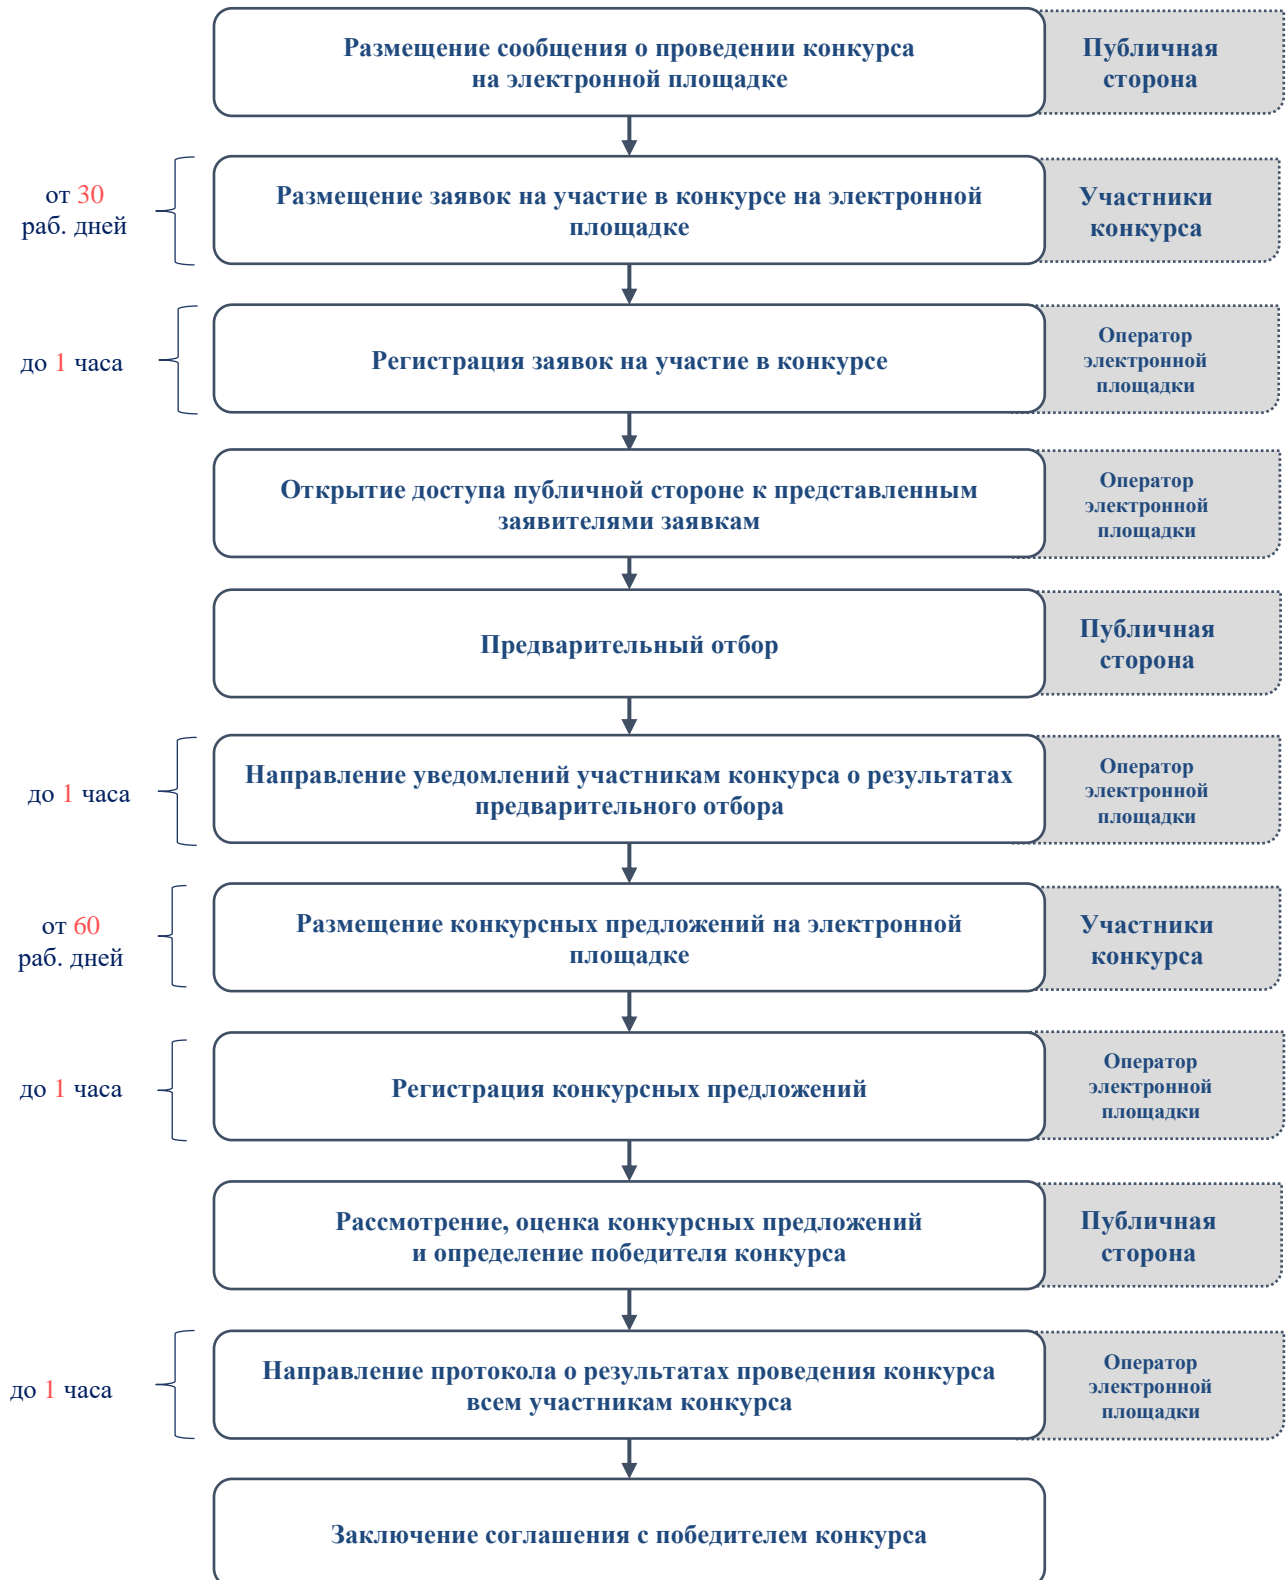 Размещение сообщения о проведении конкурса
на электронной площадке
Публичная
сторона
от 30
раб. дней
Размещение заявок на участие в конкурсе на электронной
площадке
Участники
конкурса
до 1 часа
Регистрация заявок на участие в конкурсе
Оператор
электронной
площадки
Открытие доступа публичной стороне к представленным
заявителями заявкам
Оператор
электронной
площадки
Предварительный отбор
Публичная
сторона
до 1 часа
Направление уведомлений участникам конкурса о результатах
предварительного отбора
Оператор
электронной
площадки
от 60
раб. дней
Размещение конкурсных предложений на электронной
площадке
Участники
конкурса
до 1 часа
Регистрация конкурсных предложений
Оператор
электронной
площадки
Рассмотрение, оценка конкурсных предложений
и определение победителя конкурса
Публичная
сторона
до 1 часа
Направление протокола о результатах проведения конкурса
всем участникам конкурса
Оператор
электронной
площадки
Заключение соглашения с победителем конкурса